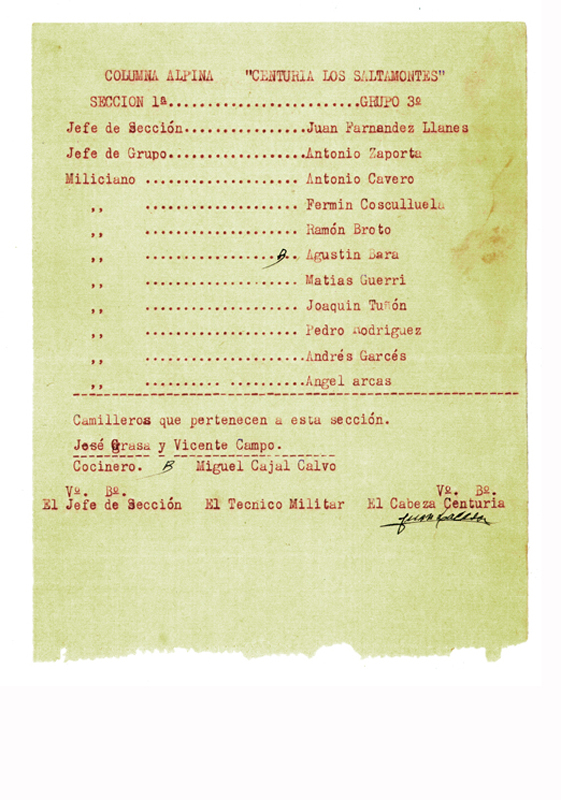 COLUMNA ALPINA "CENTURIA LOS SALTAMONTES"
SECCION 1ª.........................GRUPO 3º
Jefe de Sección................Juan Farnandez Llanes
Jefe de Grupo..................Antonio Zaporta
Miliciano .................... Antonio Cavero
,, .................... Fermin Cosculluela
,, .................... Ramón Broto
,, .................B.. Agustin Bara
,, .................... Matias Guerri
,, .................... Joaquin Tuñón
,, .................... Pedro Rodriguez
,, .....................Andrés Garcés
,, .......... ..........Angel arcas
Camilleros que pertenecen a esta sección.
José Grasa y Vicente Campo.
Cocinero. B Miguel Cajal Calvo
Vº. Bº. Vº. Bº.
El Jefe de Sección El Tecnico Militar El Cabeza Centuria